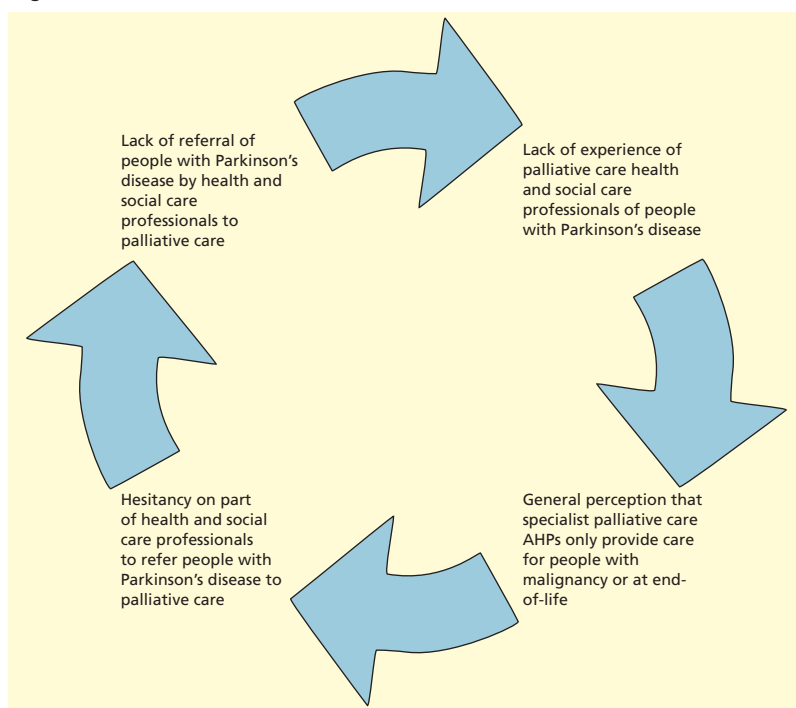 Lack of referral of
people with Parkinson's
disease by health and
social care
professionals to
palliative care
Lack of experience of
palliative care health
and social care
professionals of people
with Parkinson's disease
General perception that
specialist palliative care
AHPs only provide care
for people with
malignancy or at end-
of-life
Hesitancy on part
of health and social
care professionals
to refer people with
Parkinson's disease to
palliative care